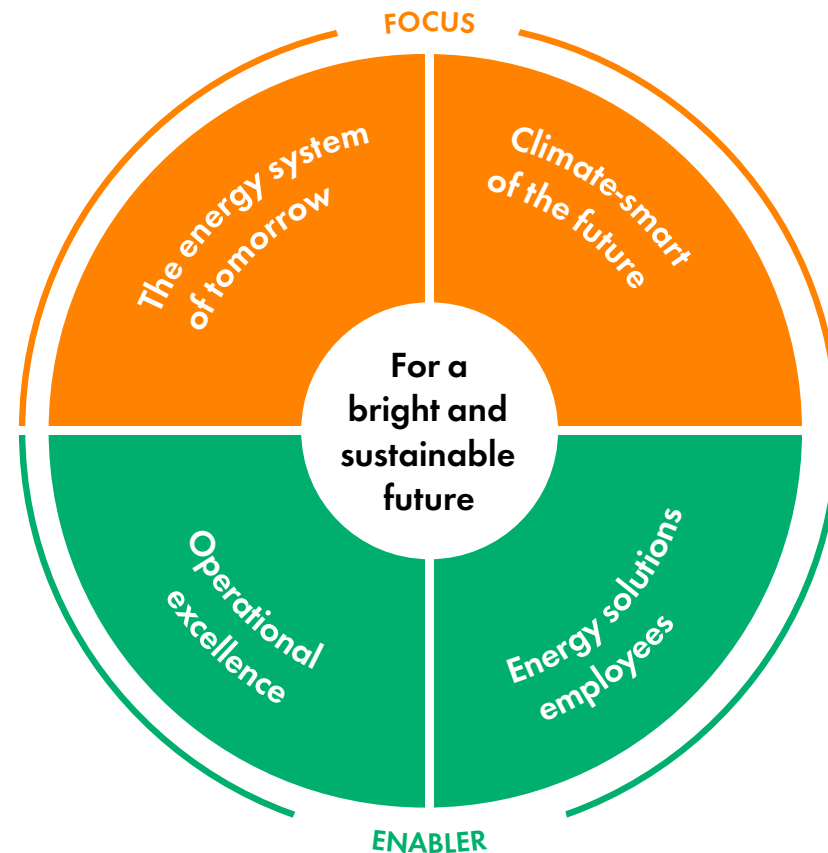 FOCUS
The energy system
of tomorrow
Climate-smart
of the future
For a
bright and
sustainable
future
Operational
excellence
Energy solutions
employees
ENABLER